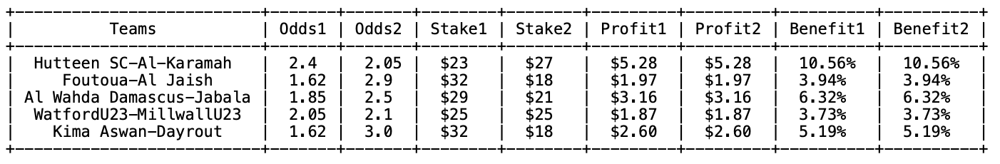 +--------------------------+-------+-------+--------+--------+---------+---------+----------+----------+
|          Teams           | Odds1 | Odds2 | Stake1 | Stake2 | Profit1 | Profit2 | Benefit1 | Benefit2 |
+--------------------------+-------+-------+--------+--------+---------+---------+----------+----------+
|  Hutteen SC-Al-Karamah   |  2.4  |  2.05 |  $23   |  $27   |  $5.28  |  $5.28  |  10.56%  |  10.56%  |
|     Foutoua-Al Jaish     |  1.62 |  2.9  |  $32   |  $18   |  $1.97  |  $1.97  |  3.94%   |  3.94%   |
| Al Wahda Damascus-Jabala |  1.85 |  2.5  |  $29   |  $21   |  $3.16  |  $3.16  |  6.32%   |  6.32%   |
|  WatfordU23-MillwallU23  |  2.05 |  2.1  |  $25   |  $25   |  $1.87  |  $1.87  |  3.73%   |  3.73%   |
|    Kima Aswan-Dayrout    |  1.62 |  3.0  |  $32   |  $18   |  $2.60  |  $2.60  |  5.19%   |  5.19%   |
+--------------------------+-------+-------+--------+--------+---------+---------+----------+----------+